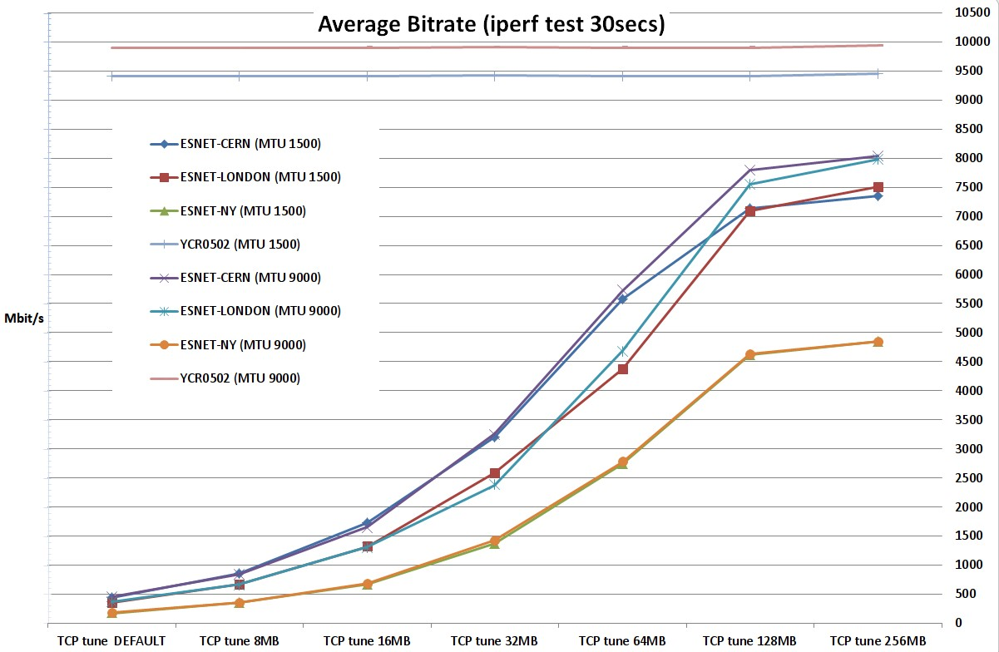 Average Bitrate (iperf test 30secs)
10500
10000
9500
9000
8500
8000
7500
7000
6500
6000
5500
5000
4500
4000
3500
3000
2500
2000
1500
1000
500
0
ESNET-CERN (MTU 1500)
ESNET-LONDON (MTU 1500)
ESNET-NY (MTU 1500)
YCR0502 (MTU 1500)
ESNET-CERN (MTU 9000)
ESNET-LONDON (MTU 9000)
ESNET-NY (MTU 9000)
YCR0502 (MTU 9000)
Mbit/s
TCP tune DEFAULT
TCP tune 8MB
TCP tune 16MB
TCP tune 32MB
TCP tune 64MB
TCP tune 128MB
TCP tune 256MB